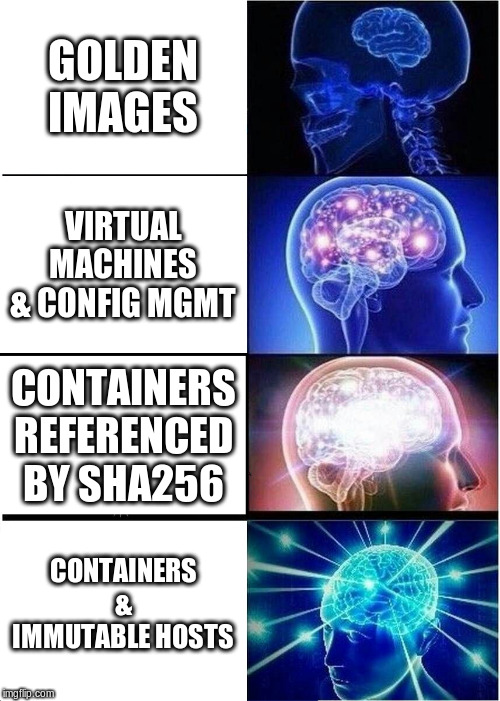 GOLDEN
IMAGES
VIRTUAL
MACHINES
& CONFIG MGMT
CONTAINERS
REFERENCED
BY SHA256
CONTAINERS
&
IMMUTABLE HOSTS
imgflip.com